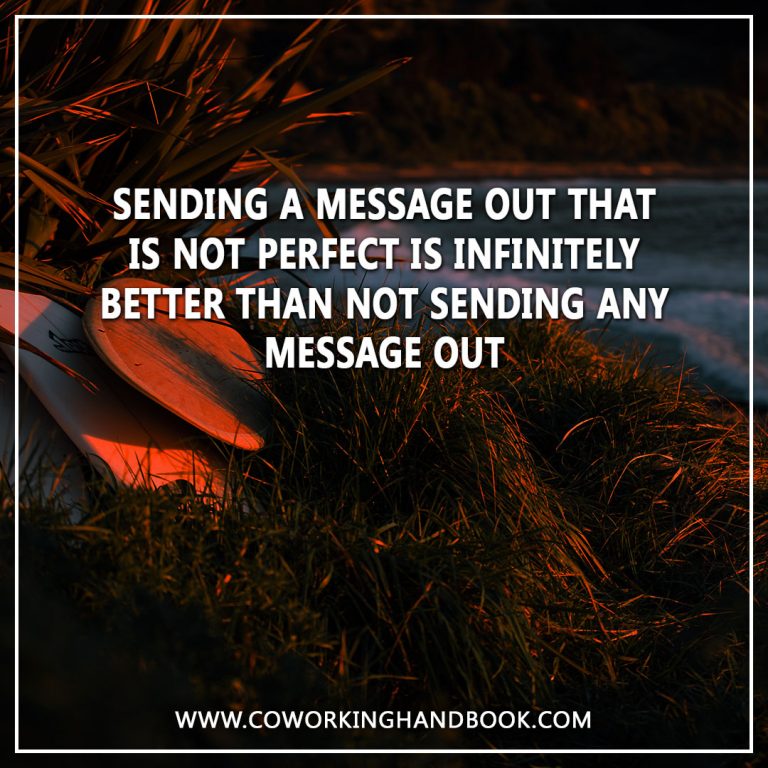 SENDING A MESSAGE OUT THAT
IS NOT PERFECT IS INFINITELY
BETTER THAN NOT SENDING ANY
MESSAGE OUT
WWW.COWORKINGHANDBOOK.COM